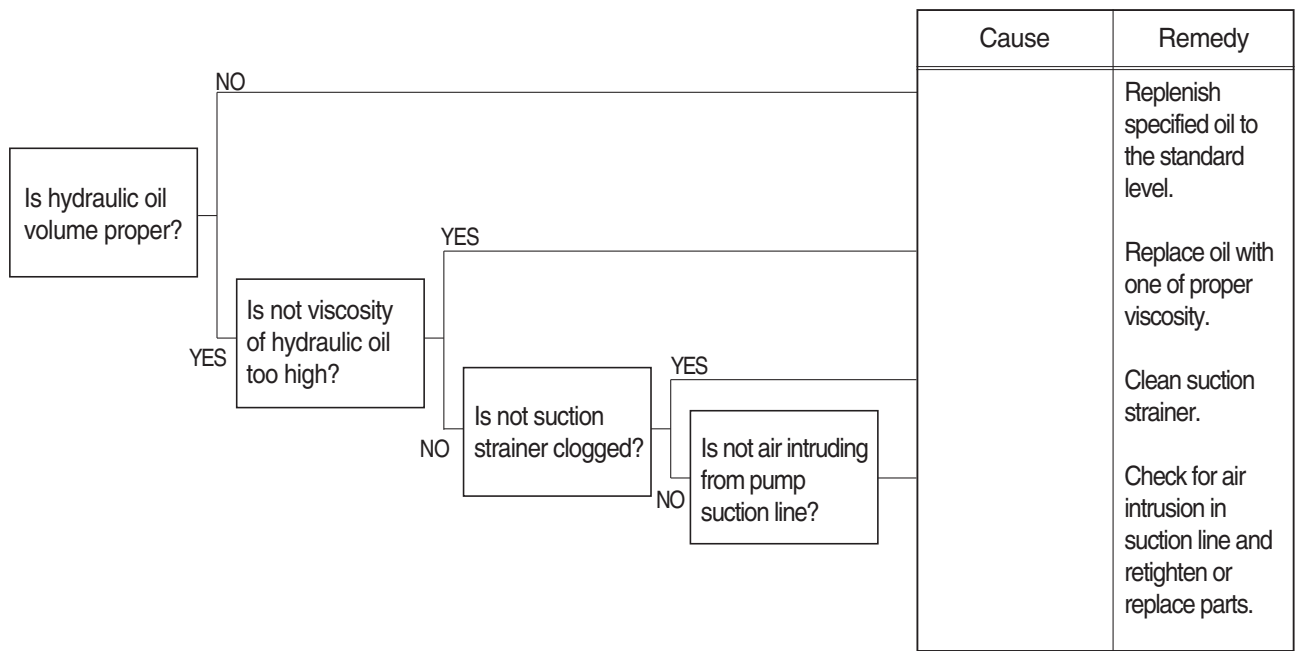 Cause
Remedy
NO
Replenish
specified oil to
the standard
level.
Is hydraulic oil
volume proper?
YES
Replace oil with
one of proper
viscosity.
YES
Is not viscosity
of hydraulic oil
too high?
YES
Clean suction
strainer.
NO
Is not suction
strainer clogged?
NO
Is not air intruding
from pump
suction line?
Check for air
intrusion in
suction line and
retighten or
replace parts.